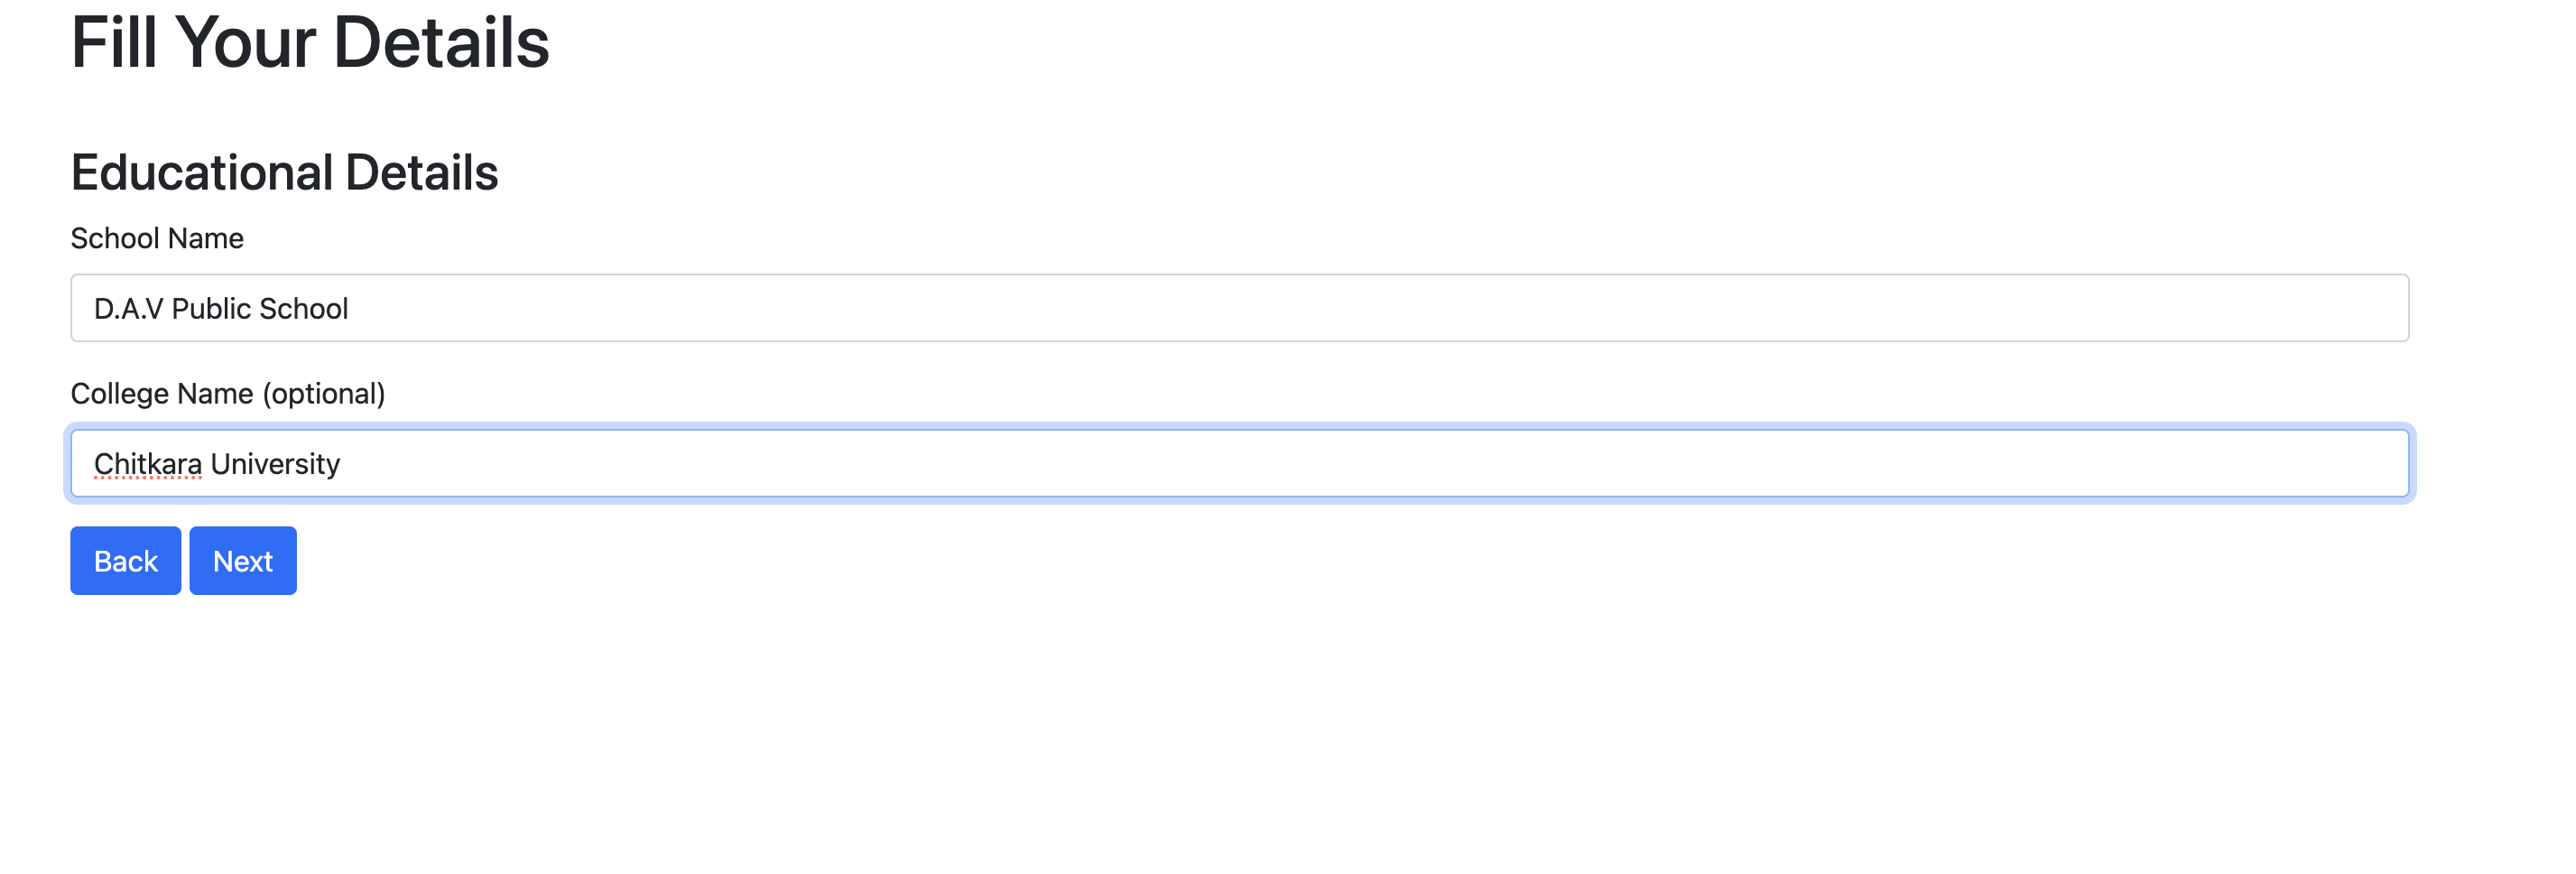 Fill Your Details
Educational Details
School Name
D.A.V Public School
College Name (optional)
Chitkara University
Back Next